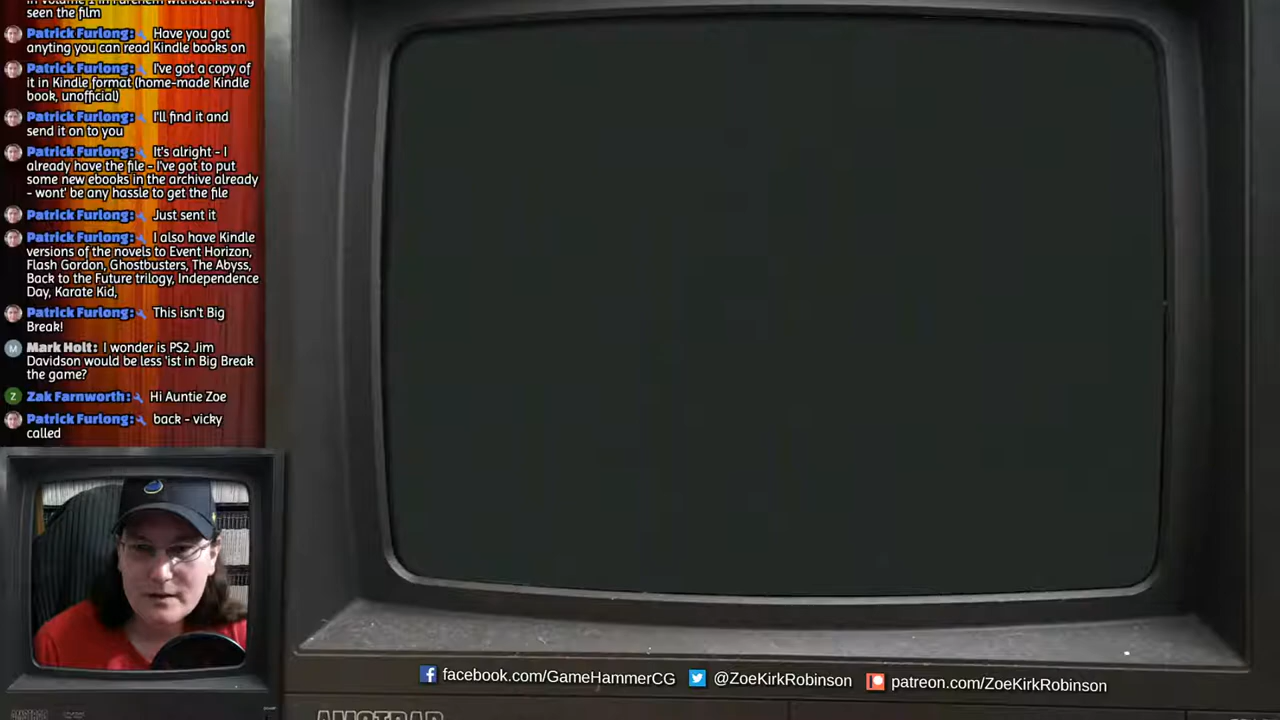 seen the film
Patrick Furlong: Have you got
anyting you can read Kindle books on
Patrick Furlong: I've got a copy of
it in Kindle format (home-made Kindle
book, unofficial)
Patrick Furlong: I'll find it and
send it on to you
Patrick Furlong: It's alright - I
already have the file - I've got to put
some new ebooks in the archive already
- wont' be any hassle to get the file
Patrick Furlong: Just sent it
Patrick Furlong: I also have Kindle
versions of the novels to Event Horizon,
Flash Gordon, Ghostbusters, The Abyss,
Back to the Future trilogy, Independence
Day, Karate Kid,
Patrick Furlong: This isn't Big
Break!
M Mark Holt: I wonder is PS2 Jim
Davidson would be less 'ist in Big Break
the game?
Z Zak Farnworth: Hi Auntie Zoe
Patrick Furlong: back - vicky
called
facebook.com/GameHammerCG @ZoeKirkRobinson patreon.com/ZoeKirkRobinson
AMSTRAD